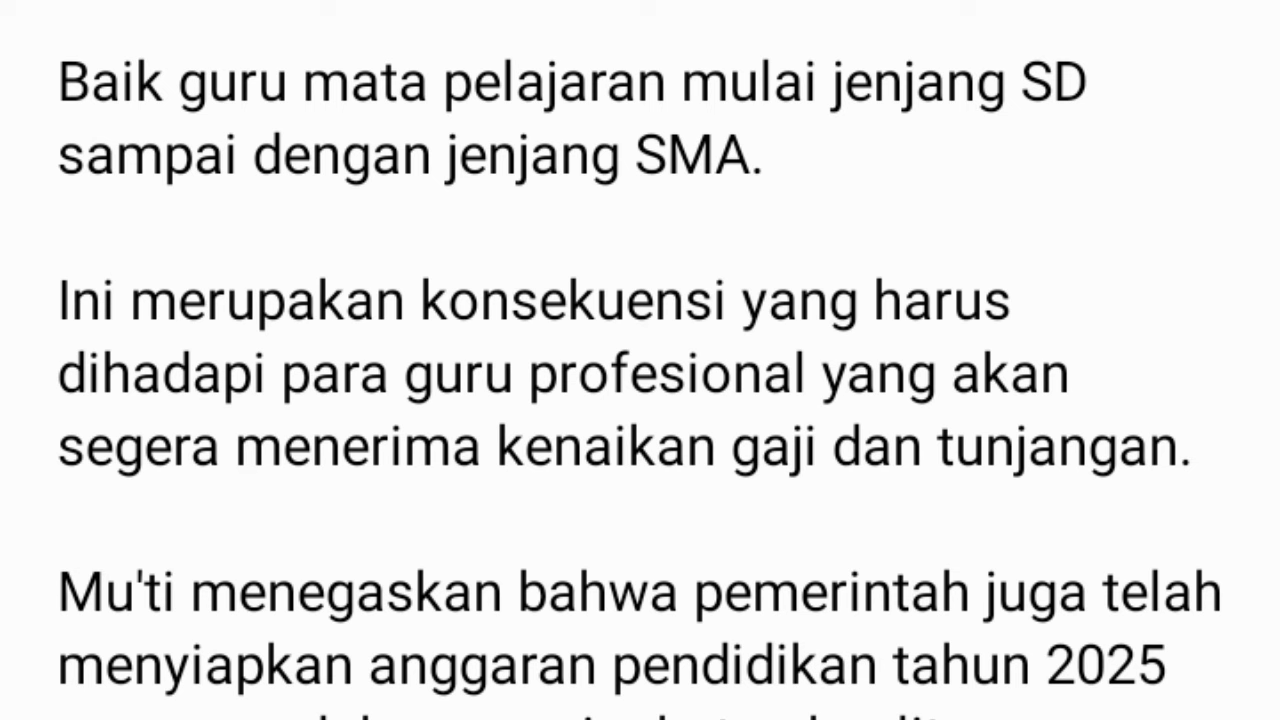 Baik guru mata pelajaran mulai jenjang SD
sampai dengan jenjang SMA.
Ini merupakan konsekuensi yang harus
dihadapi para guru profesional yang akan
segera menerima kenaikan gaji dan tunjangan.
Mu'ti menegaskan bahwa pemerintah juga telah
menyiapkan anggaran pendidikan tahun 2025